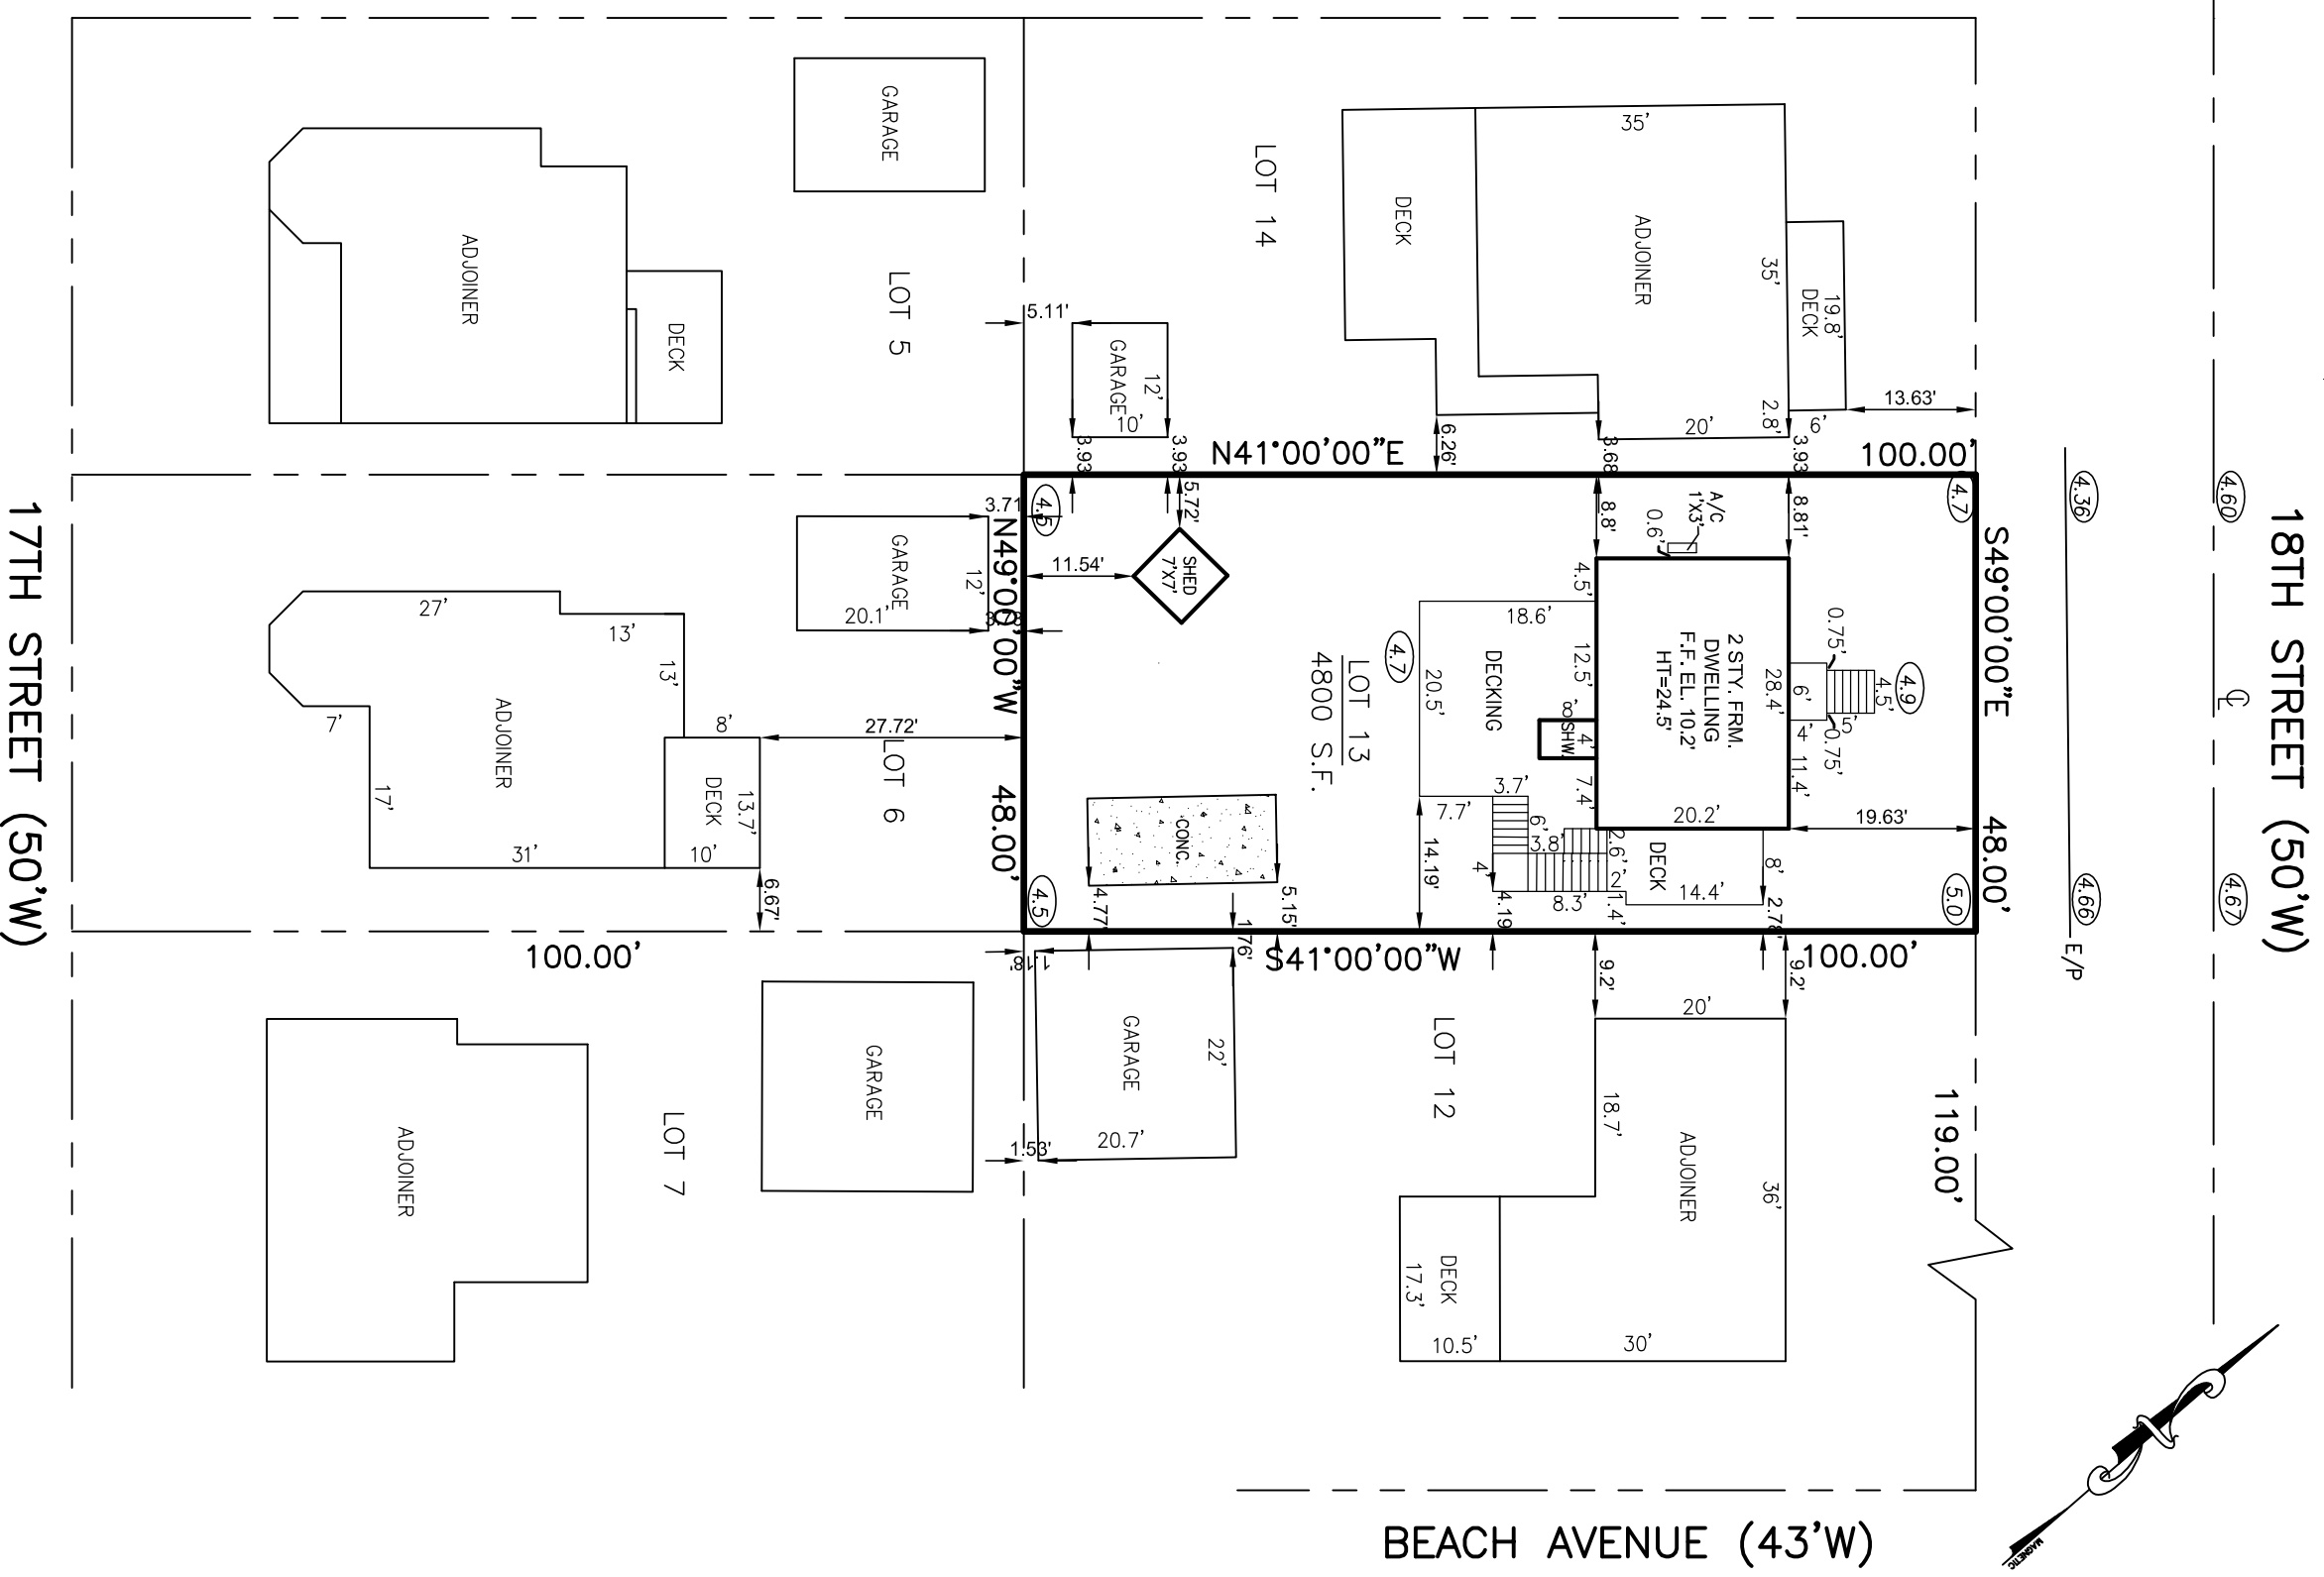 GARAGE
35'
LOT 14
DECK
ADJOINER
35'
19.8'
DECK
ADJOINER
LOT 5
DECK
5.11'
GARAGE
12'
10'
13.63'
2.8'
6'
20'
3.93'
3.93'
6.26'
3.68'
3.93'
N41°00'00"E
100.00'
17TH STREET (50'W)
3.71'
4.5
5.72'
8.8'
A/C
1'X3'
0.6'
8.81'
4.7
4.36
4.60
18TH STREET (50'W)
GARAGE
12'
20.1'
N49°00'00"W
48.00'
11.54'
SHED
7'X7'
S49°00'00"E
48.00'
27'
13'
13'
4.5'
18.6'
12.5'
4.7
20.5'
DECKING
LOT 13
4800 S.F.
2 STY. FRM.
DWELLING
F.F. EL. 10.2'
HT=24.5'
28.4'
0.75'
6'
4.5'
4.9
5'
4'
0.75'
11.4'
C̲L
ADJOINER
7'
8'
27.72'
LOT 6
8'
SHW.
4'
7.4'
17'
DECK
13.7'
10'
31'
CONC.
3.7'
7.7'
6'
3.8'
20.2'
19.63'
2.6'
DECK
8'
14.19'
4'
2'
14.4'
8.3'
1.4'
6.67'
4.5
4.77'
5.15'
4.19'
2.78'
5.0
4.66
4.67
100.00'
1.18'
1.76'
S41°00'00"W
9.2'
9.2'
100.00'
E/P
20'
GARAGE
GARAGE
22'
20.7'
1.53'
LOT 12
18.7'
ADJOINER
36'
119.00'
ADJOINER
LOT 7
DECK
17.3'
10.5'
30'
BEACH AVENUE (43'W)
MAGNETIC